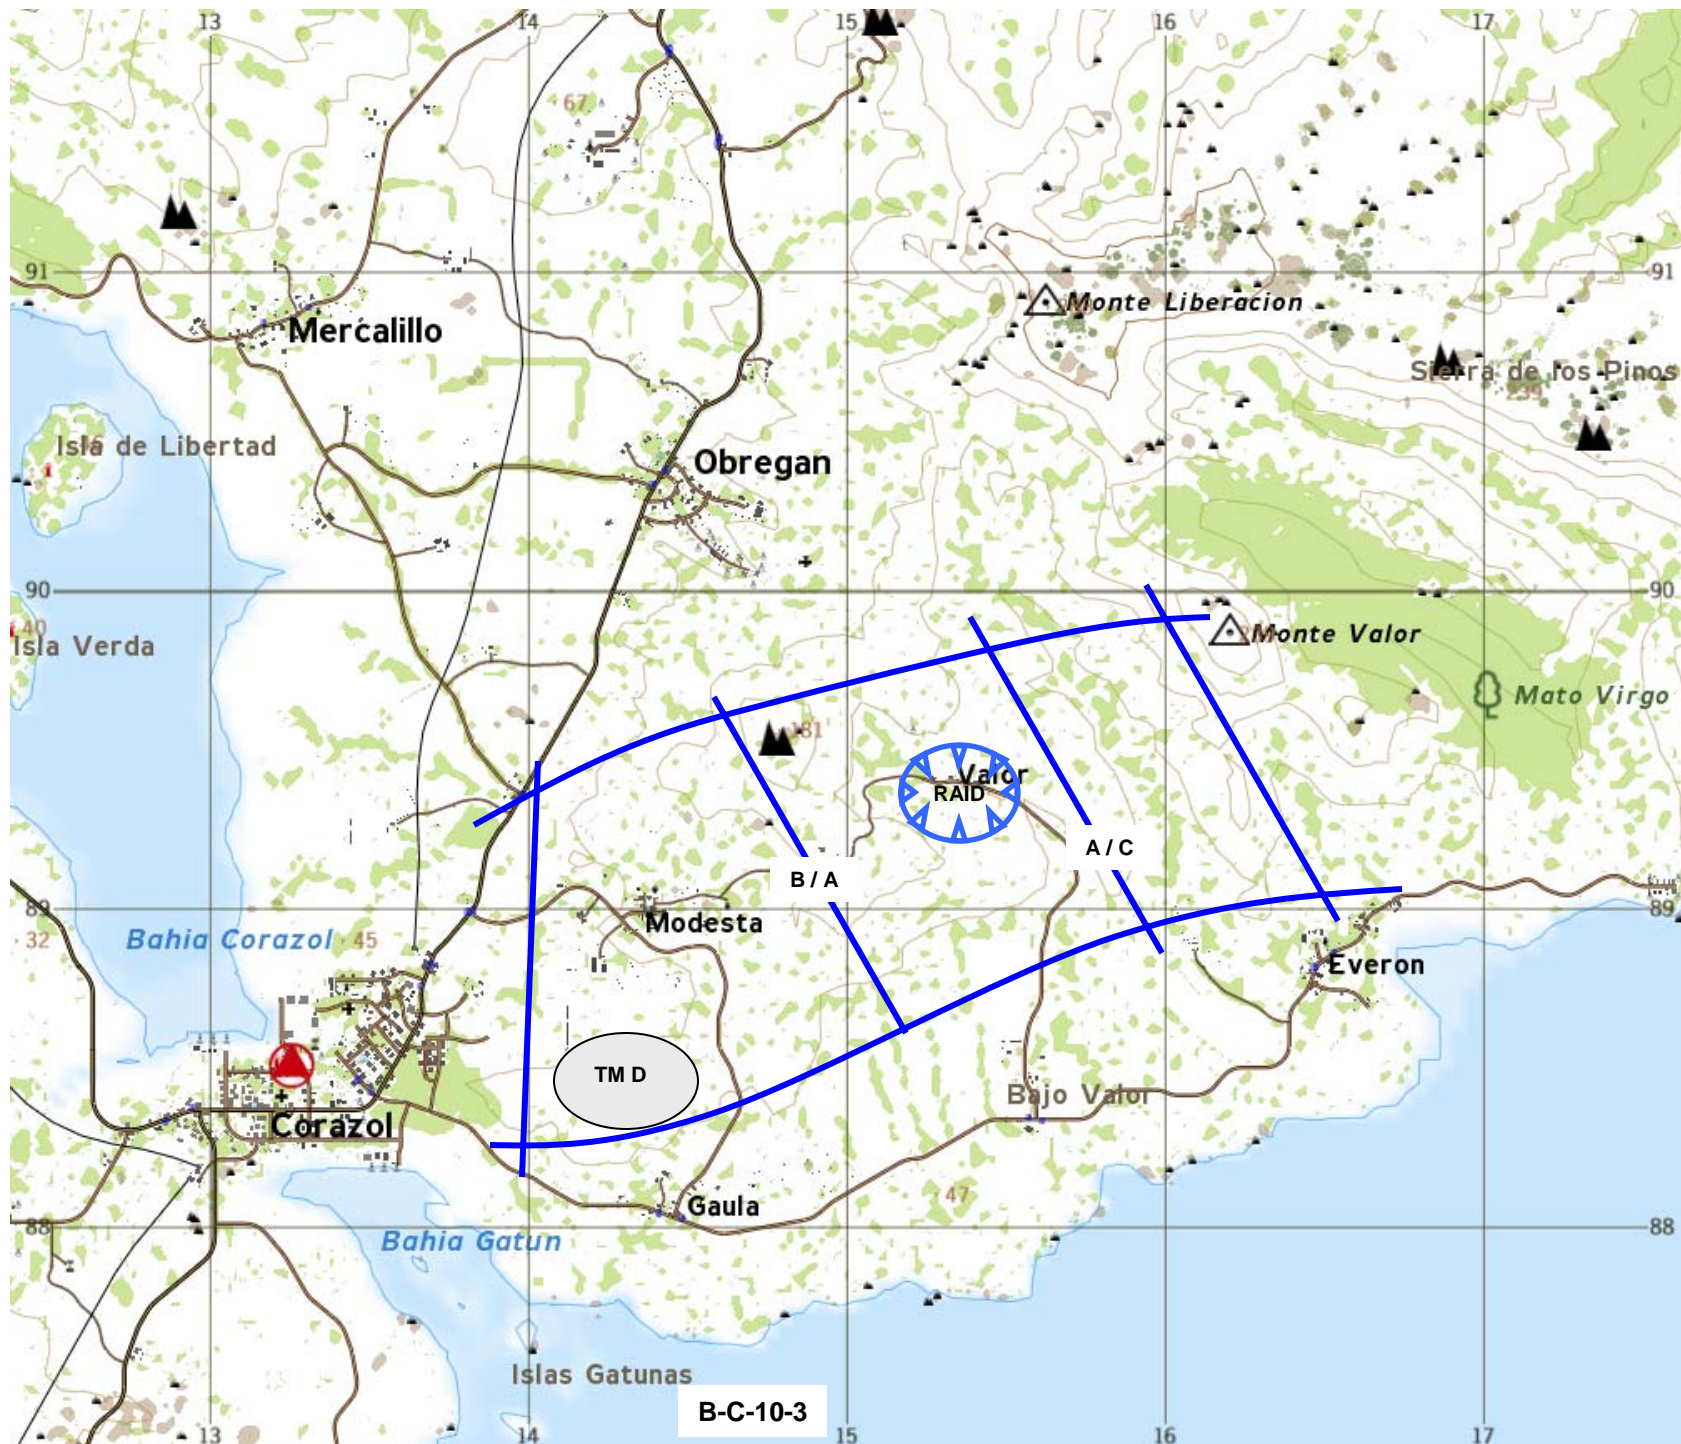 13 14 15 16 17
67
91 91
Monte Liberacion
Mercalillo
Sierra de los Pinos
239
Isla de Libertad
Obregan
90 90
40
Isla Verda
Monte Valor
Mato Virgo
181
Valor
RAID
A / C
B / A
89 89
Modesta
32
Bahia Corazol
45
Everon
TM D
Bajo Valor
Corazol
47
Gaula
88 88
Bahia Gatun
Islas Gatunas
B-C-10-3
13 14 15 16 17